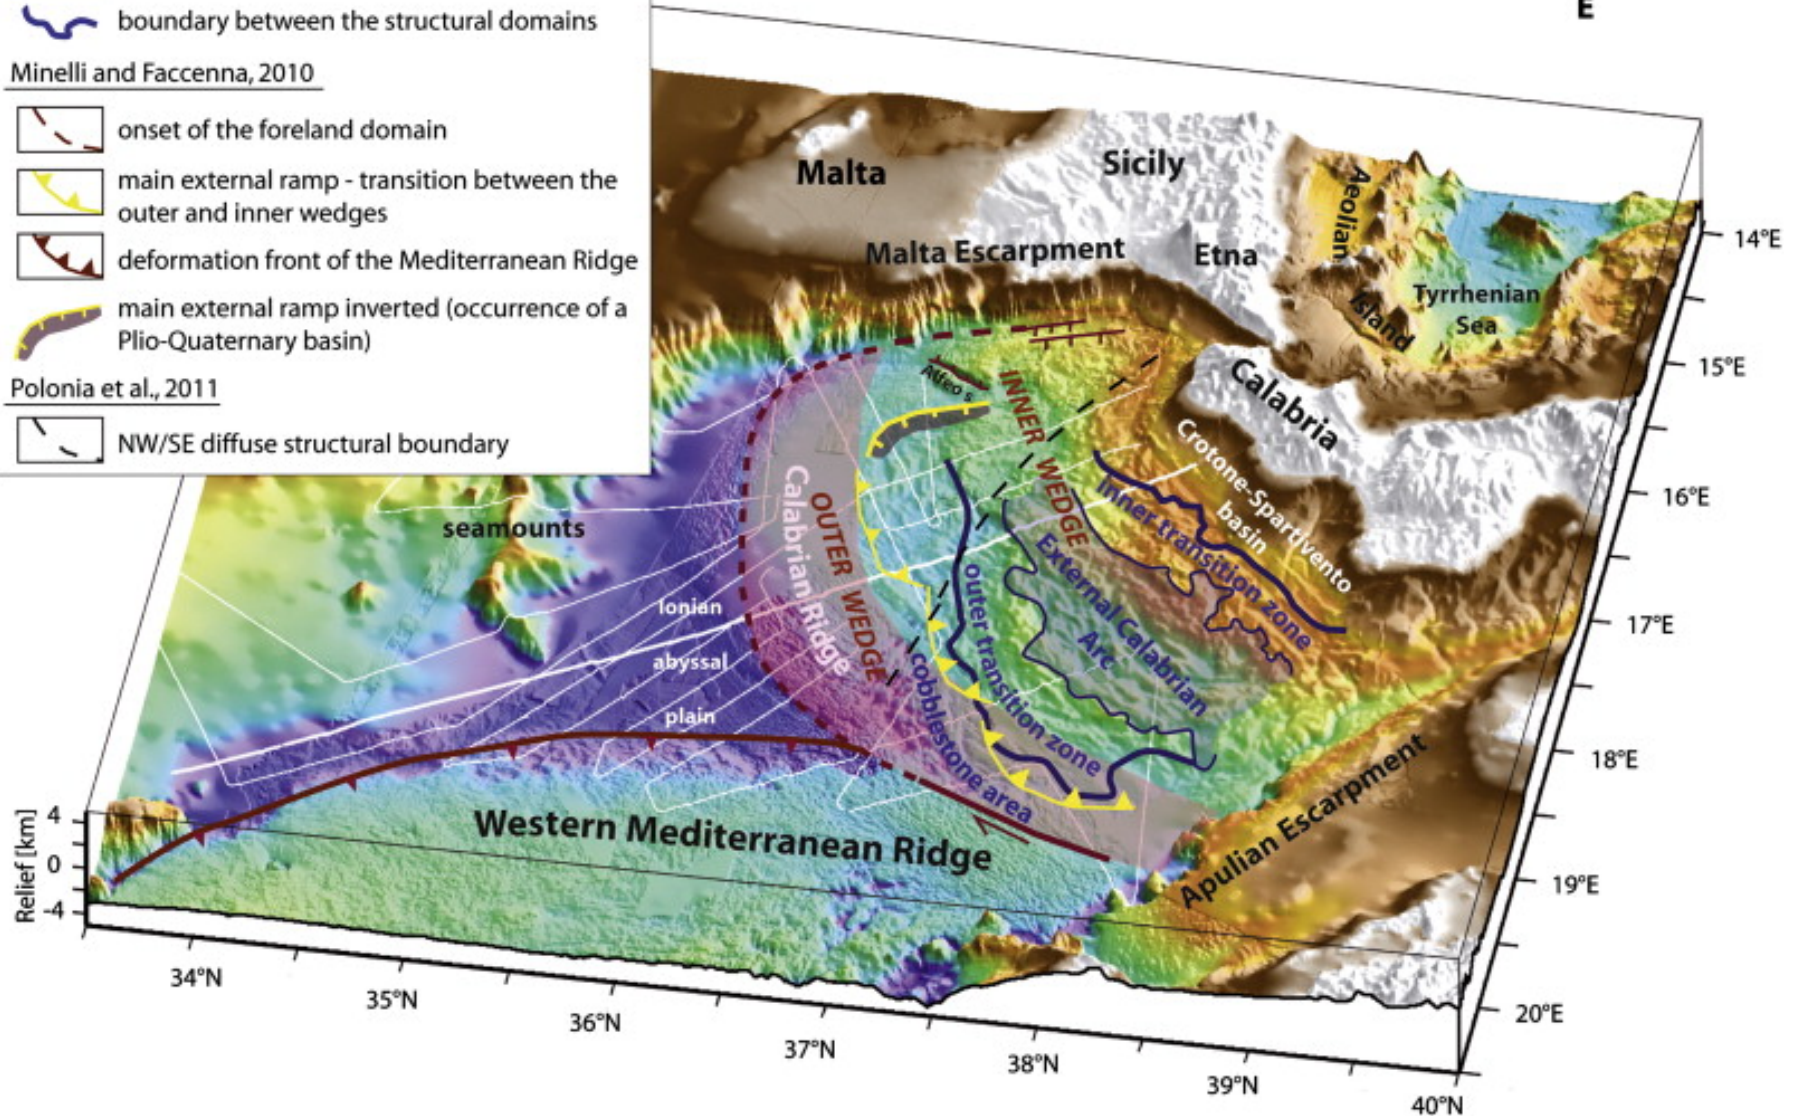 E
boundary between the structural domains
Minelli and Faccenna, 2010
onset of the foreland domain
main external ramp - transition between the
outer and inner wedges
deformation front of the Mediterranean Ridge
main external ramp inverted (occurrence of a
Plio-Quaternary basin)
Polonia et al., 2011
NW/SE diffuse structural boundary
Malta
Sicily
Malta Escarpment
Etna
Aeolian
Island
Tyrrhenian
Sea
Calabria
Crotone-Spartivento
basin
Alfeo s
INNER
WEDGE
Inner transition zone
External Calabrian
Arc
Outer transition zone
cobblestone area
OUTER WEDGE
Calabrian Ridge
seamounts
Ionian
abyssal
plain
Western Mediterranean Ridge
Apulian Escarpment
Relief [km]
4
0
-4
34°N
35°N
36°N
37°N
38°N
39°N
40°N
14°E
15°E
16°E
17°E
18°E
19°E
20°E